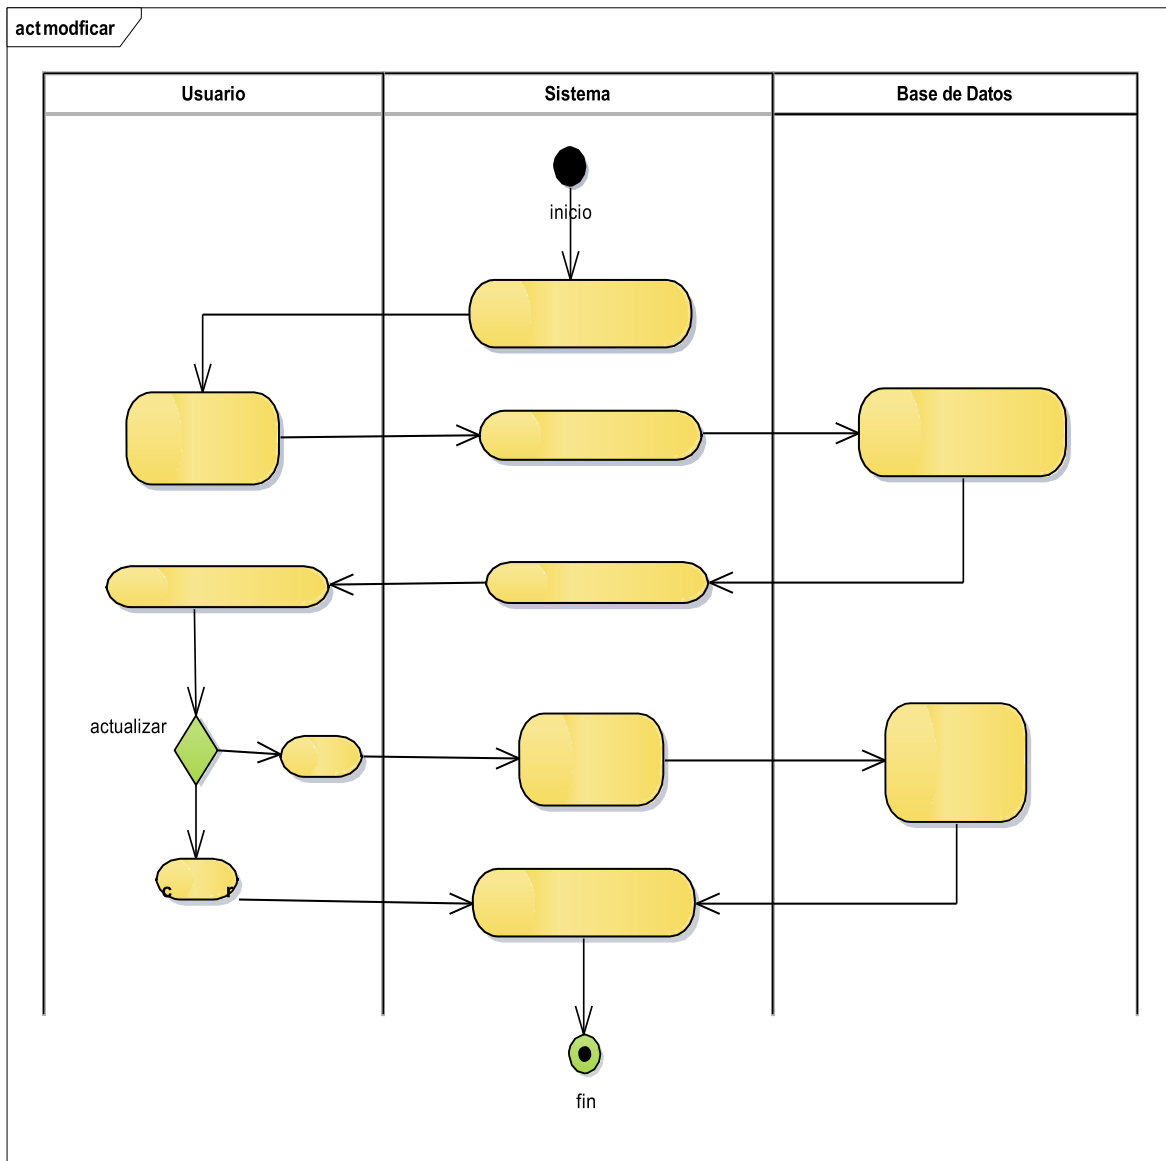 act modficar
Usuario
Sistema
Base de Datos
inicio
actualizar
c r
fin